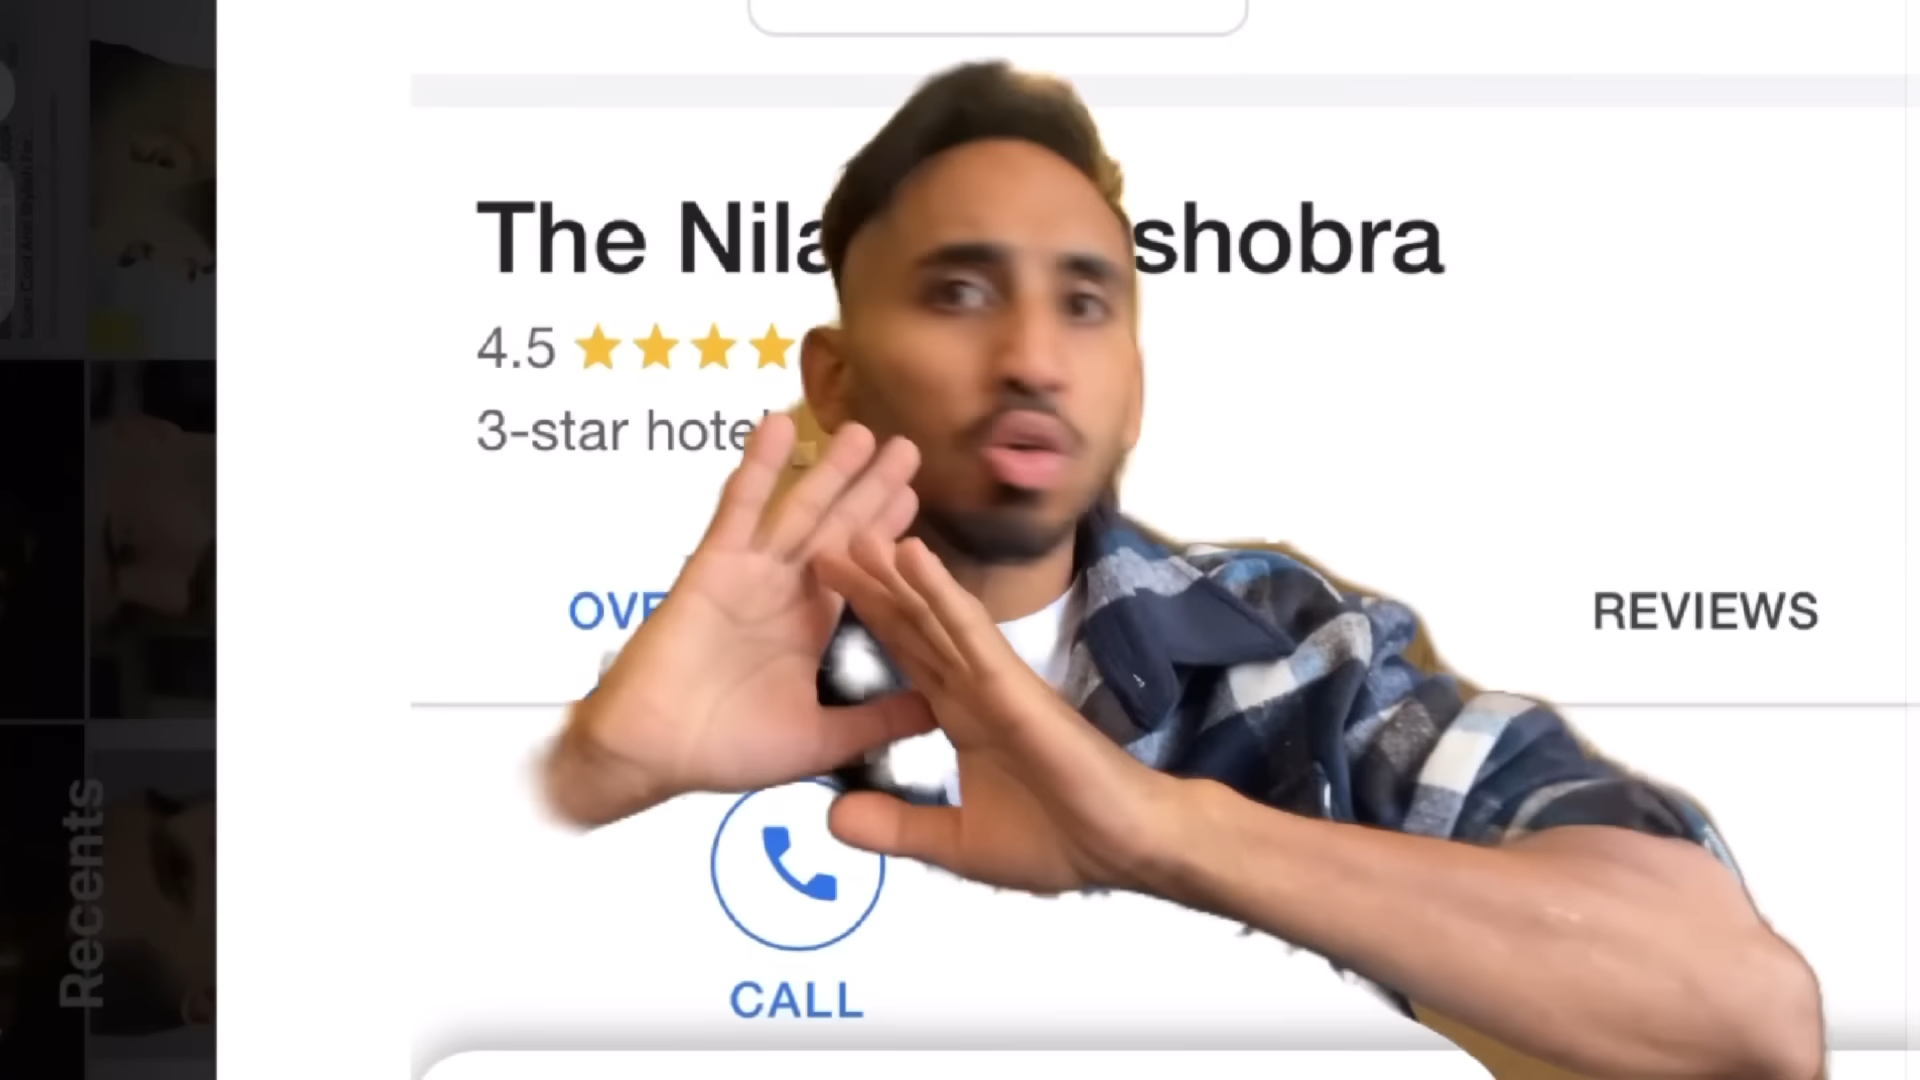 The Nila shobra
4.5
3-star hote
OVE
REVIEWS
CALL
Recents